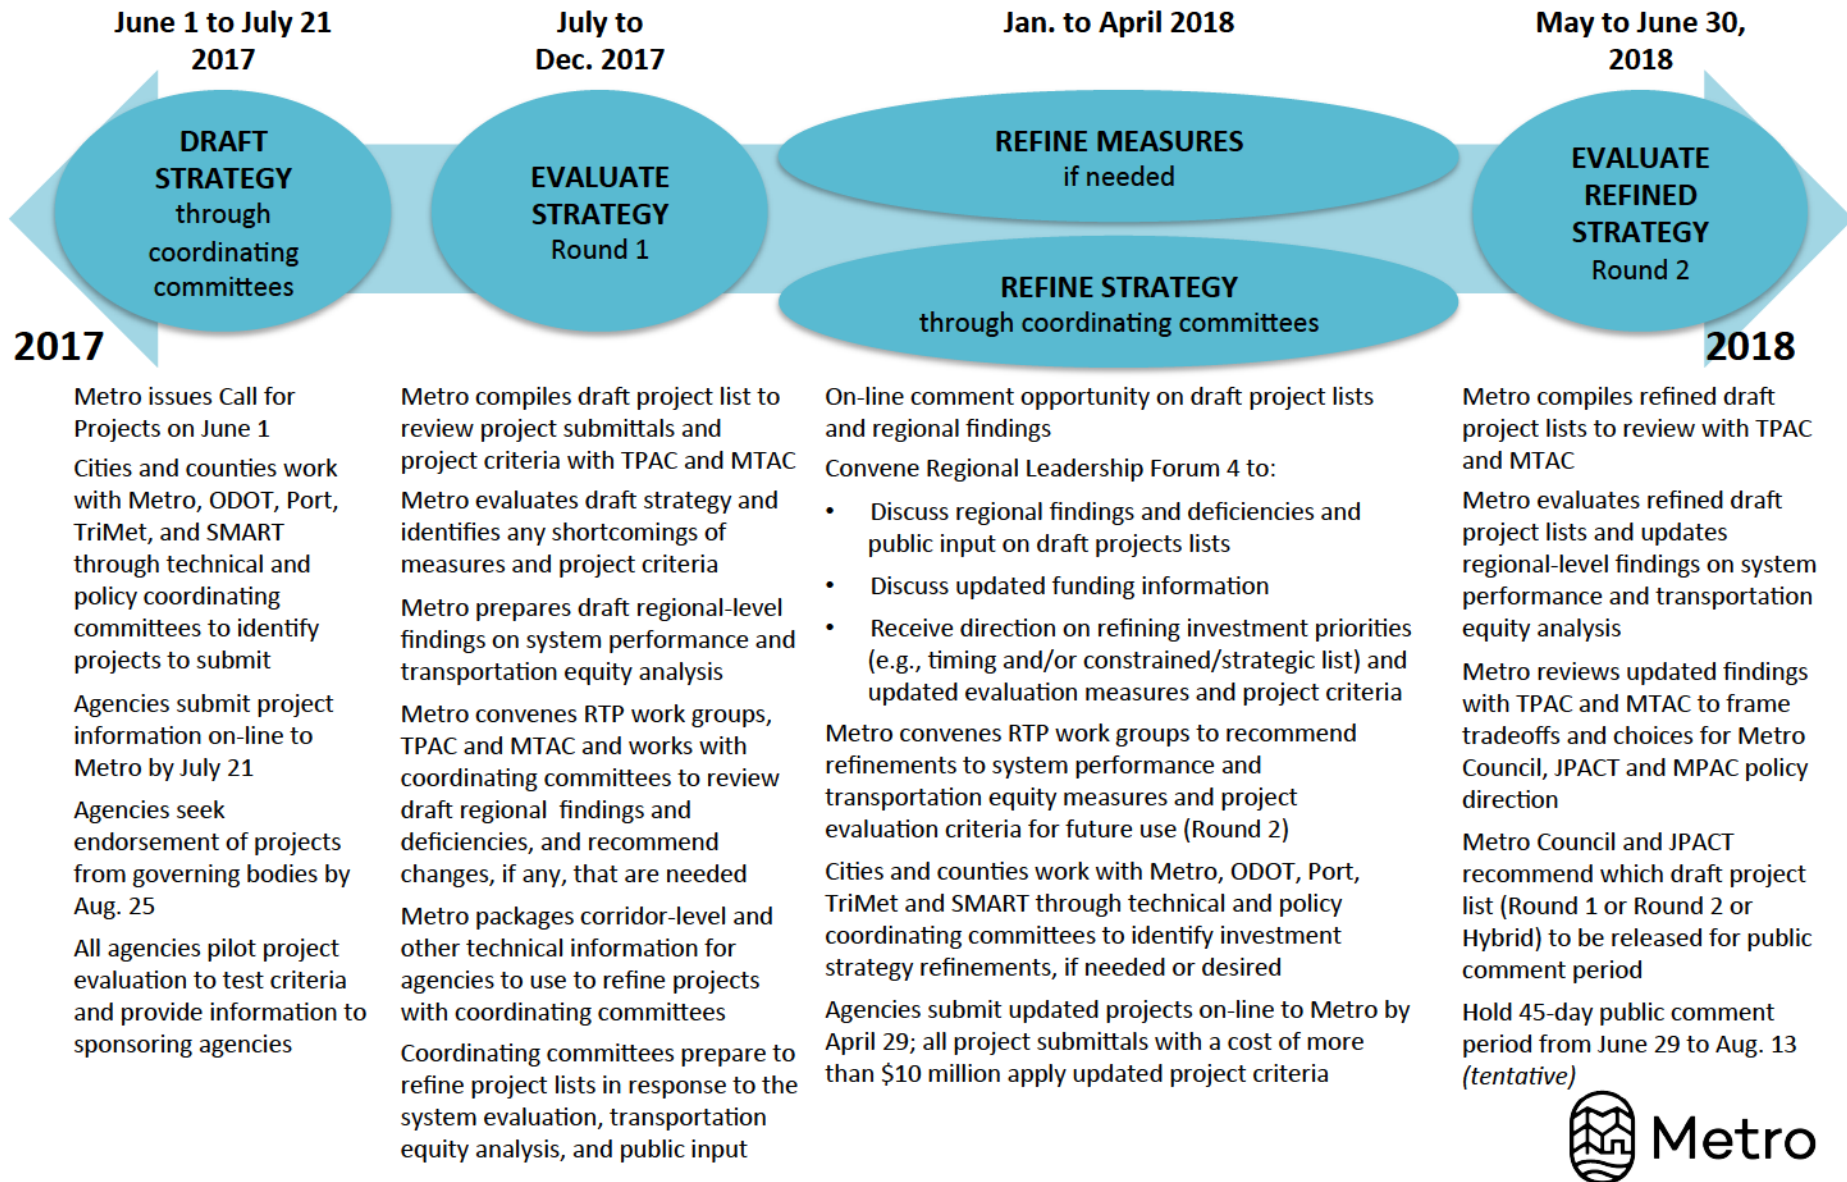 June 1 to July 21
2017
July to
Dec. 2017
Jan. to April 2018
May to June 30,
2018
DRAFT
STRATEGY
through
coordinating
committees
EVALUATE
STRATEGY
Round 1
REFINE MEASURES
if needed
REFINE STRATEGY
through coordinating committees
EVALUATE
REFINED
STRATEGY
Round 2
2017
2018
Metro issues Call for
Projects on June 1
Cities and counties work
with Metro, ODOT, Port,
TriMet, and SMART
through technical and
policy coordinating
committees to identify
projects to submit
Agencies submit project
information on-line to
Metro by July 21
Agencies seek
endorsement of projects
from governing bodies by
Aug. 25
All agencies pilot project
evaluation to test criteria
and provide information to
sponsoring agencies
Metro compiles draft project list to
review project submittals and
project criteria with TPAC and MTAC
Metro evaluates draft strategy and
identifies any shortcomings of
measures and project criteria
Metro prepares draft regional-level
findings on system performance and
transportation equity analysis
Metro convenes RTP work groups,
TPAC and MTAC and works with
coordinating committees to review
draft regional findings and
deficiencies, and recommend
changes, if any, that are needed
Metro packages corridor-level and
other technical information for
agencies to use to refine projects
with coordinating committees
Coordinating committees prepare to
refine project lists in response to the
system evaluation, transportation
equity analysis, and public input
On-line comment opportunity on draft project lists
and regional findings
Convene Regional Leadership Forum 4 to:
• Discuss regional findings and deficiencies and
public input on draft projects lists
• Discuss updated funding information
• Receive direction on refining investment priorities
(e.g., timing and/or constrained/strategic list) and
updated evaluation measures and project criteria
Metro convenes RTP work groups to recommend
refinements to system performance and
transportation equity measures and project
evaluation criteria for future use (Round 2)
Cities and counties work with Metro, ODOT, Port,
TriMet and SMART through technical and policy
coordinating committees to identify investment
strategy refinements, if needed or desired
Agencies submit updated projects on-line to Metro by
April 29; all project submittals with a cost of more
than $10 million apply updated project criteria
Metro compiles refined draft
project lists to review with TPAC
and MTAC
Metro evaluates refined draft
project lists and updates
regional-level findings on system
performance and transportation
equity analysis
Metro reviews updated findings
with TPAC and MTAC to frame
tradeoffs and choices for Metro
Council, JPACT and MPAC policy
direction
Metro Council and JPACT
recommend which draft project
list (Round 1 or Round 2 or
Hybrid) to be released for public
comment period
Hold 45-day public comment
period from June 29 to Aug. 13
(tentative)
Metro